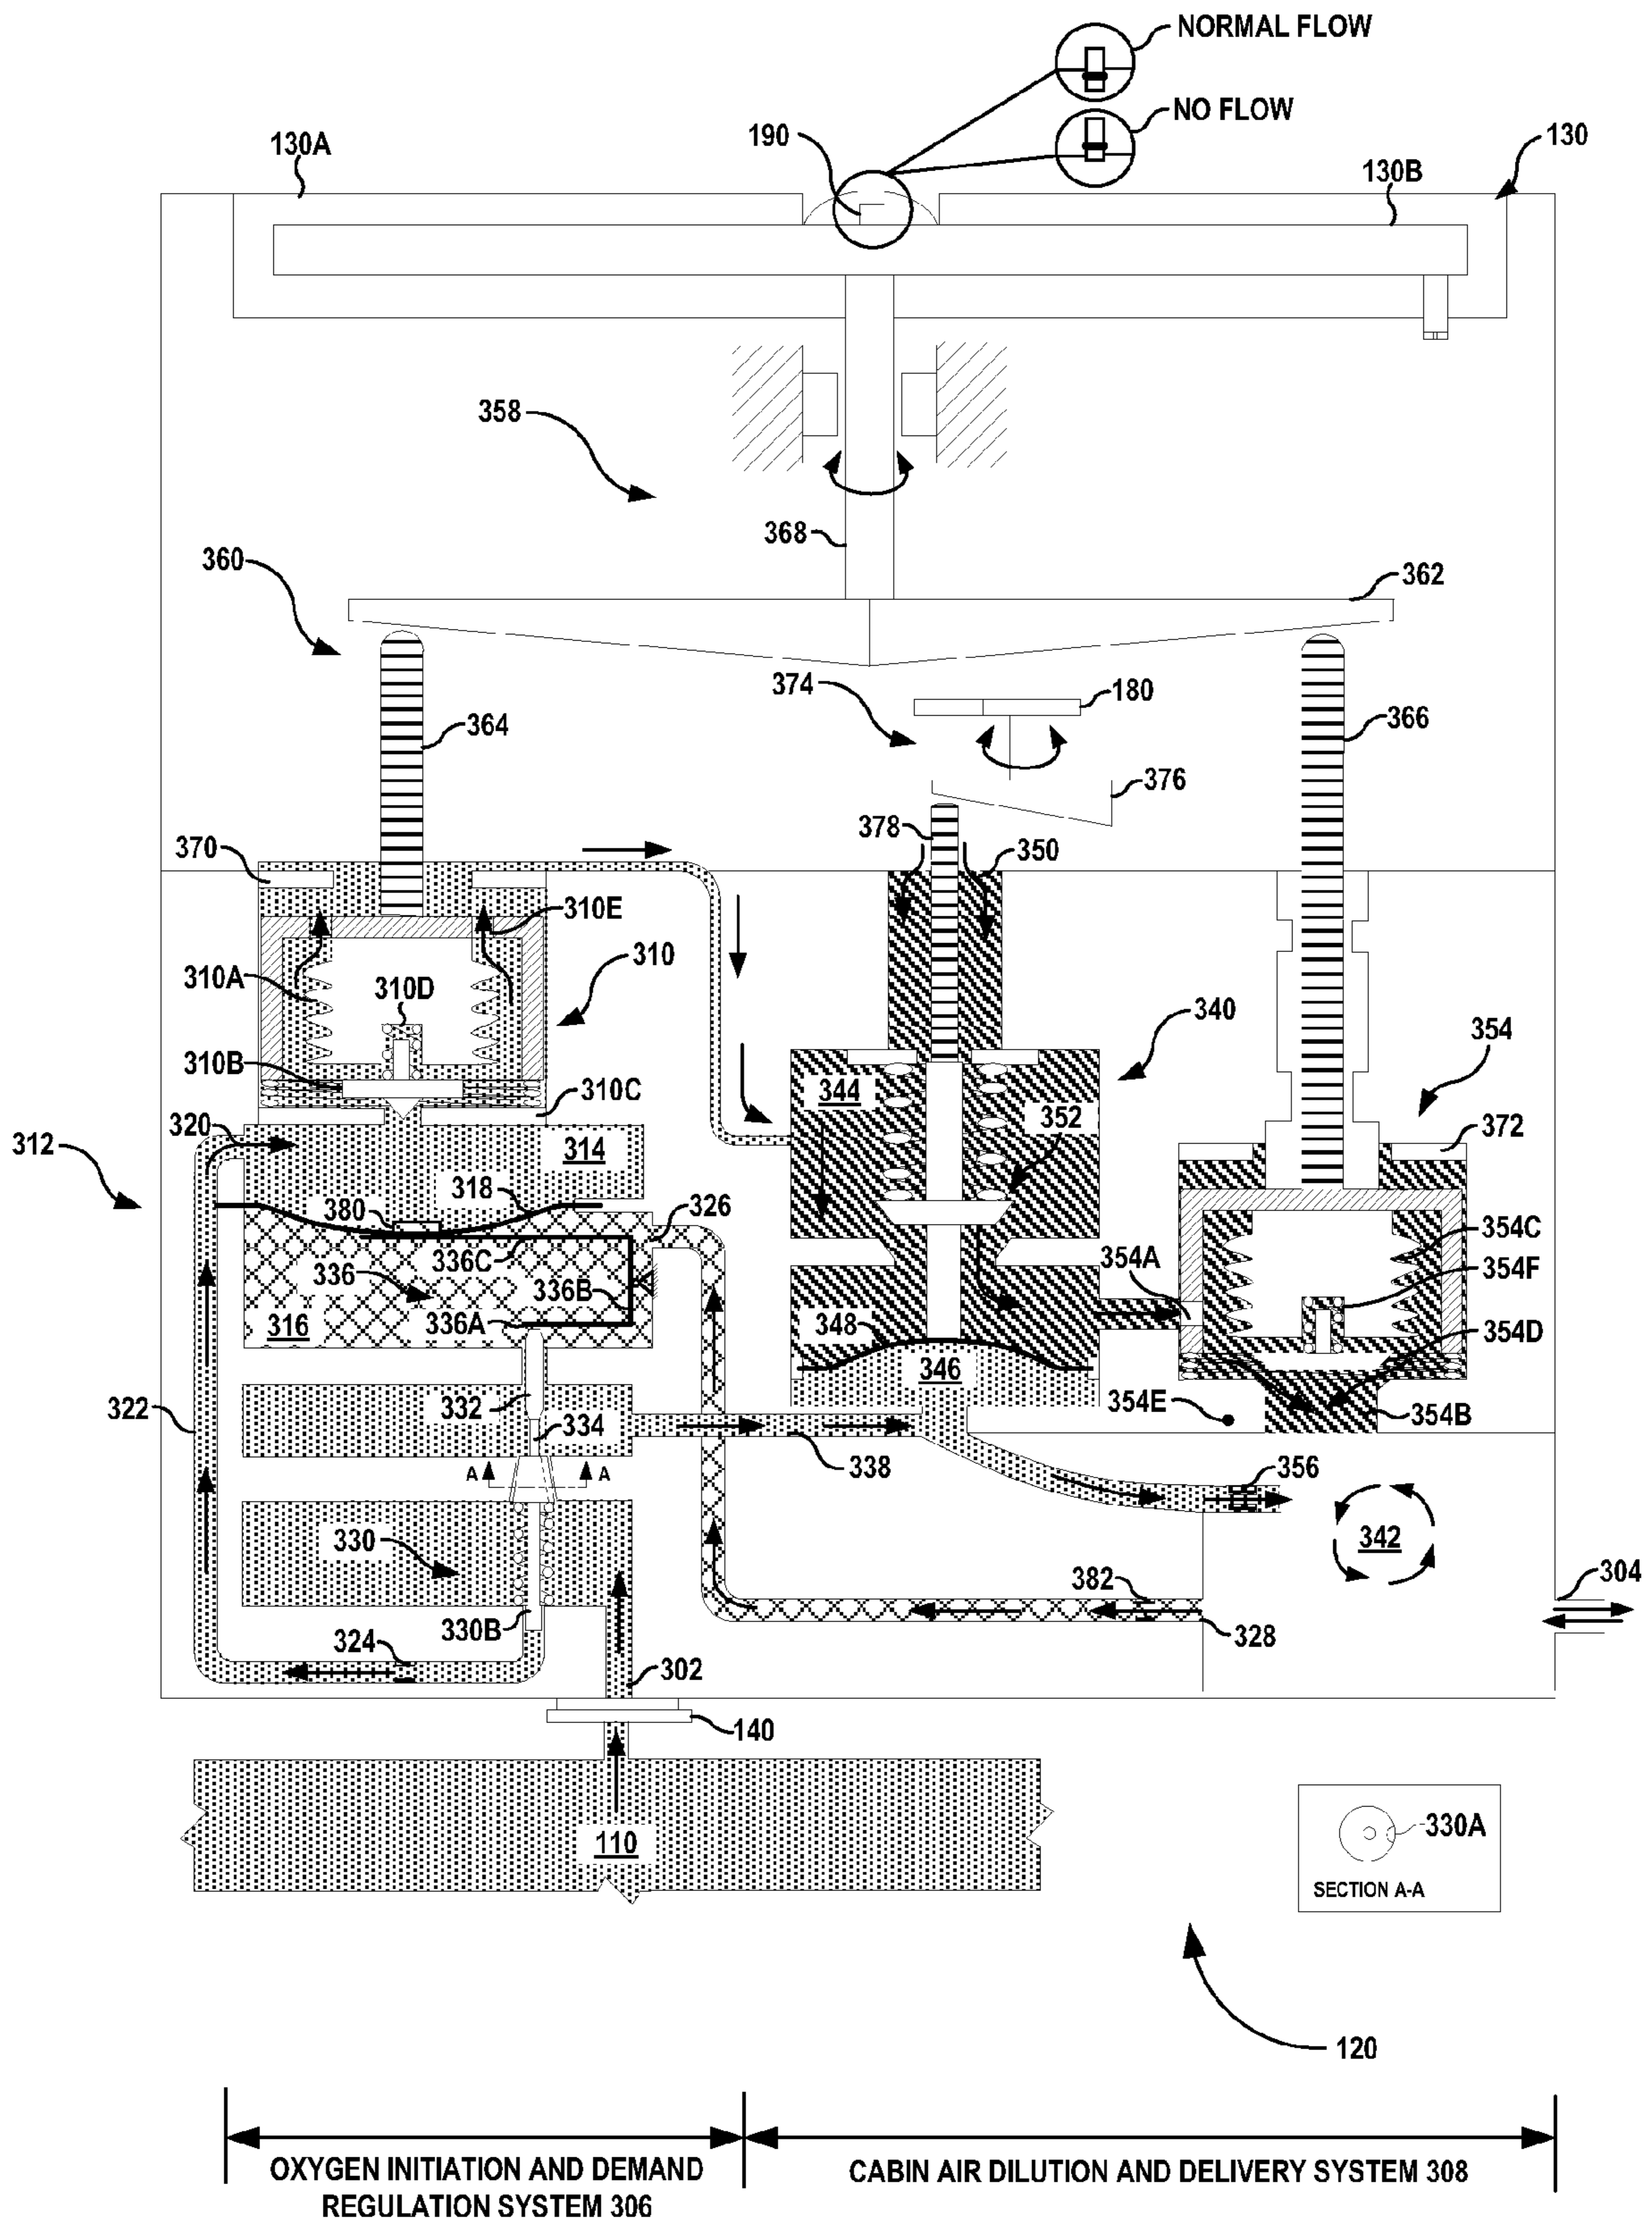 NORMAL FLOW
NO FLOW
130A
190
130
130B
358
368
360
362
374
180
364
366
376
378
370
350
310E
310A
310D
310
340
354
310B
344
310C
352
372
320
314
312
318
380
326
354C
336C
354A
354F
336
336B
316
336A
348
354D
346
322
332
354E
354B
334
A
A
338
356
330
342
304
382
330B
328
324
302
140
110
330A
SECTION A-A
120
OXYGEN INITIATION AND DEMAND
REGULATION SYSTEM 306
CABIN AIR DILUTION AND DELIVERY SYSTEM 308